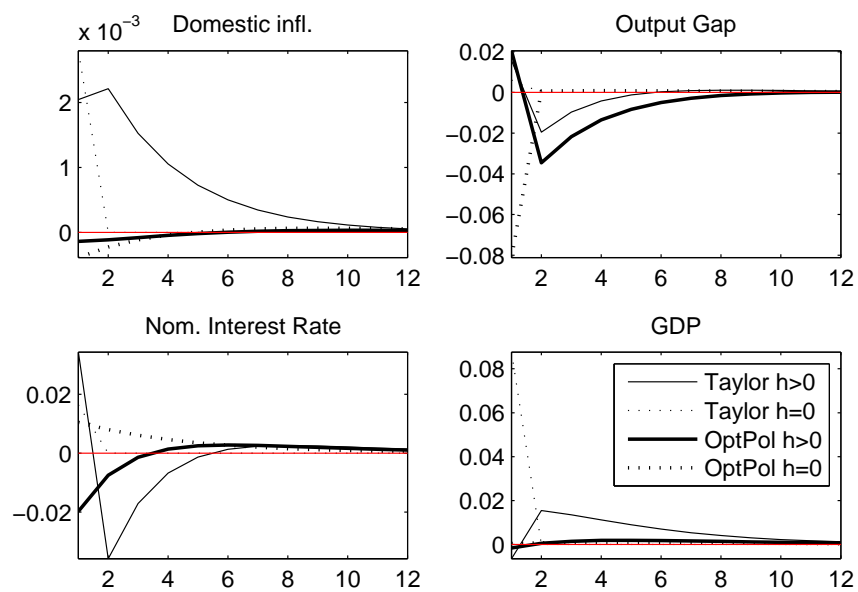 x 10⁻³
Domestic infl.
2
1
0
2 4 6 8 10 12
Output Gap
0.02
0
−0.02
−0.04
−0.06
−0.08
2 4 6 8 10 12
Nom. Interest Rate
0.02
0
−0.02
2 4 6 8 10 12
GDP
0.08
0.06
0.04
0.02
0
2 4 6 8 10 12
Taylor h>0
Taylor h=0
OptPol h>0
OptPol h=0